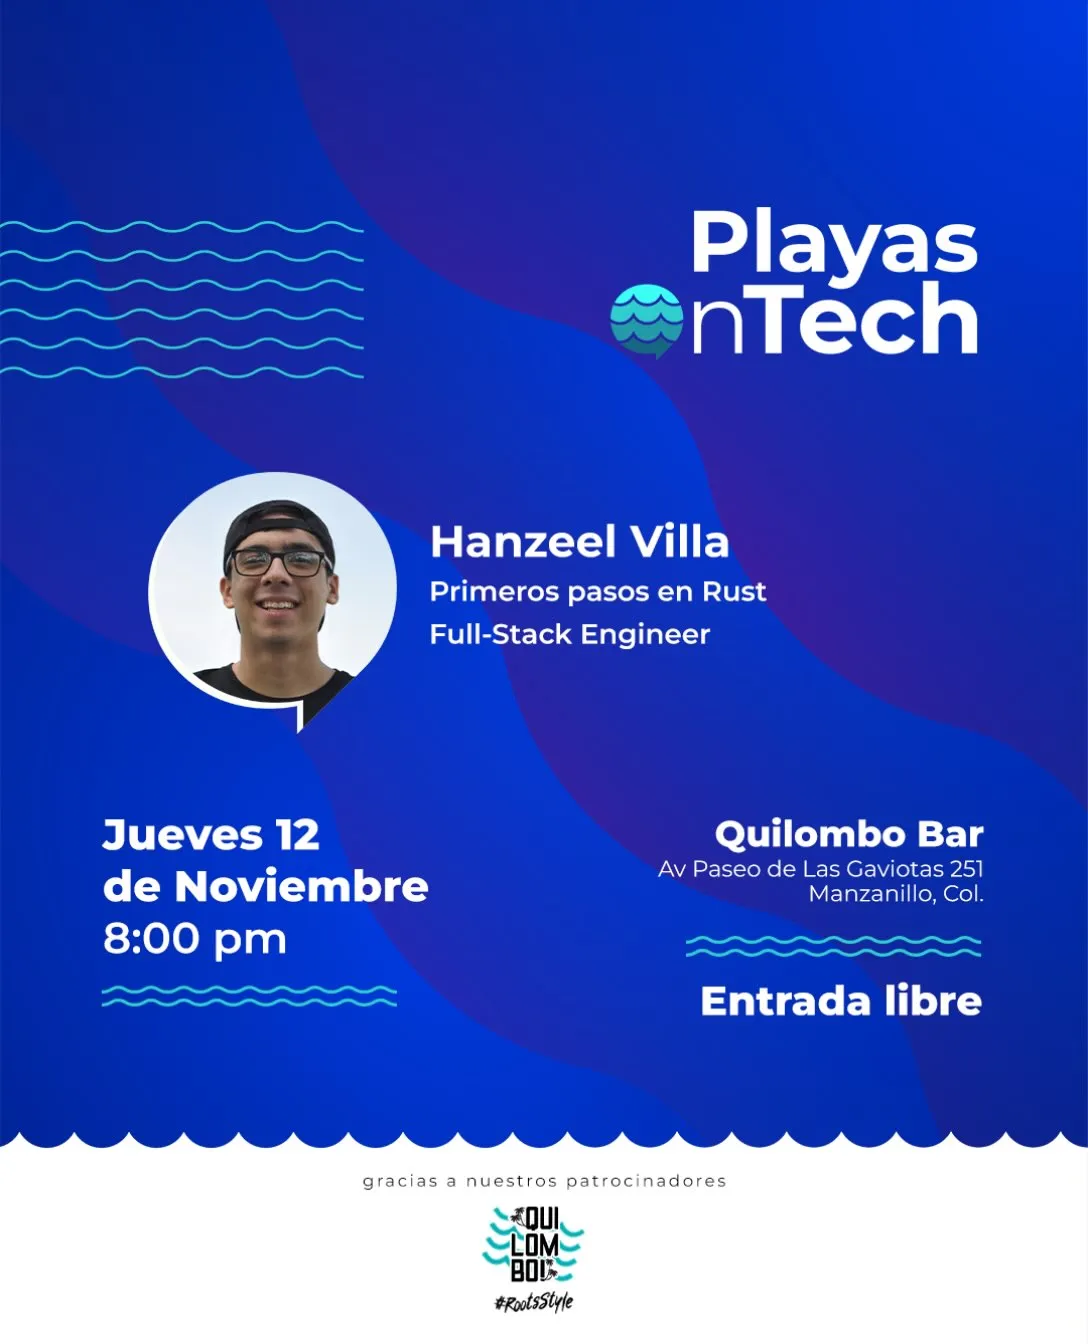 Playas
OnTech
Hanzeel Villa
Primeros pasos en Rust
Full-Stack Engineer
Jueves 12
de Noviembre
8:00 pm
Quilombo Bar
Av Paseo de Las Gaviotas 251
Manzanillo, Col.
Entrada libre
gracias a nuestros patrocinadores
QUI
LOM
BO!
#RootsStyle